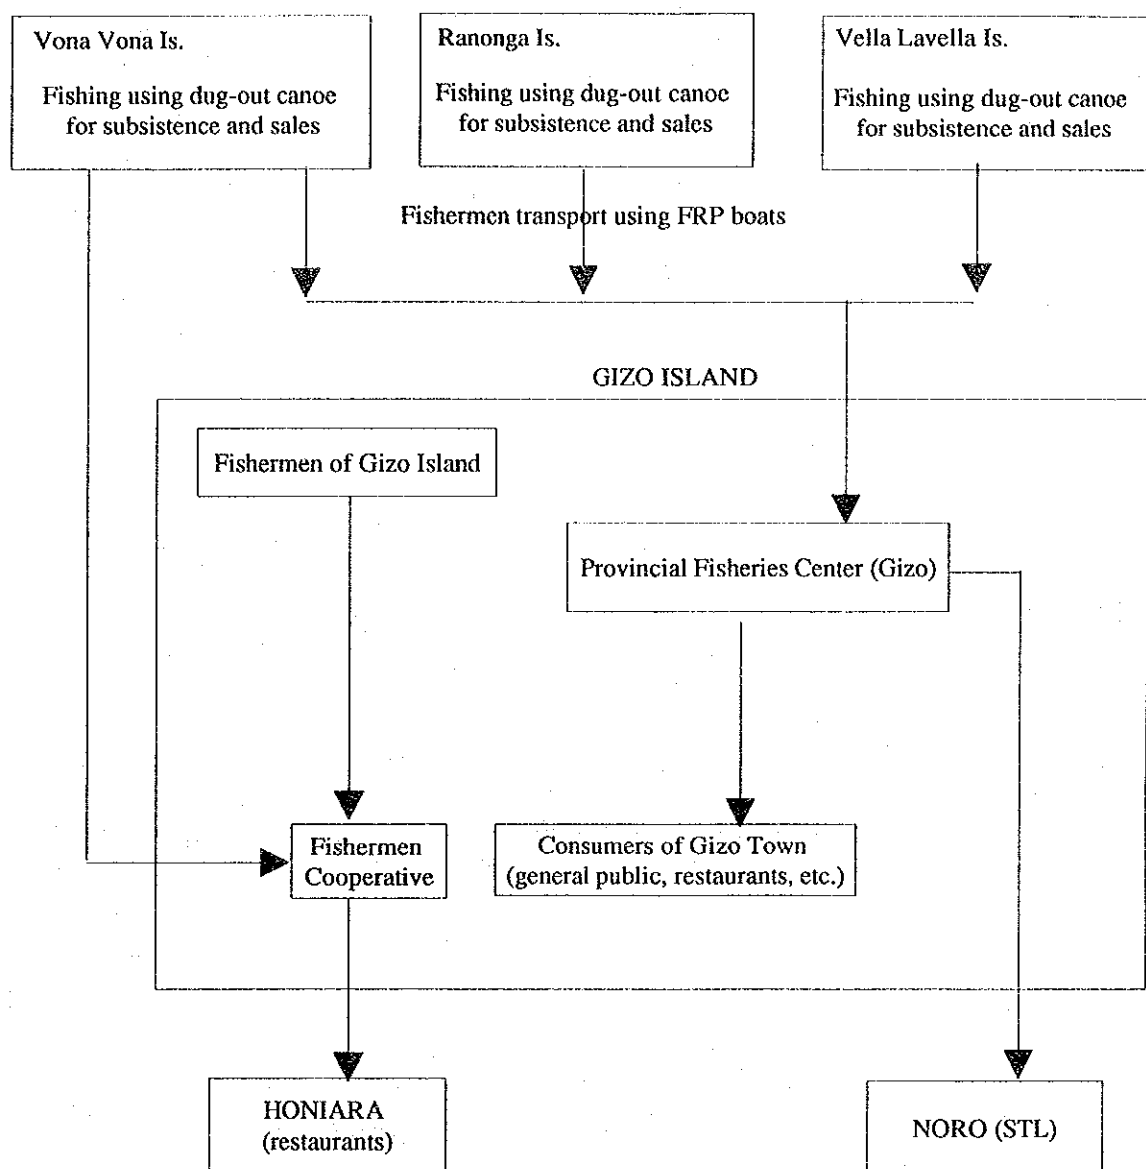 Vona Vona Is.
Fishing using dug-out canoe
for subsistence and sales
Ranonga Is.
Fishing using dug-out canoe
for subsistence and sales
Vella Lavella Is.
Fishing using dug-out canoe
for subsistence and sales
Fishermen transport using FRP boats
GIZO ISLAND
Fishermen of Gizo Island
Provincial Fisheries Center (Gizo)
Fishermen
Cooperative
Consumers of Gizo Town
(general public, restaurants, etc.)
HONIARA
(restaurants)
NORO (STL)